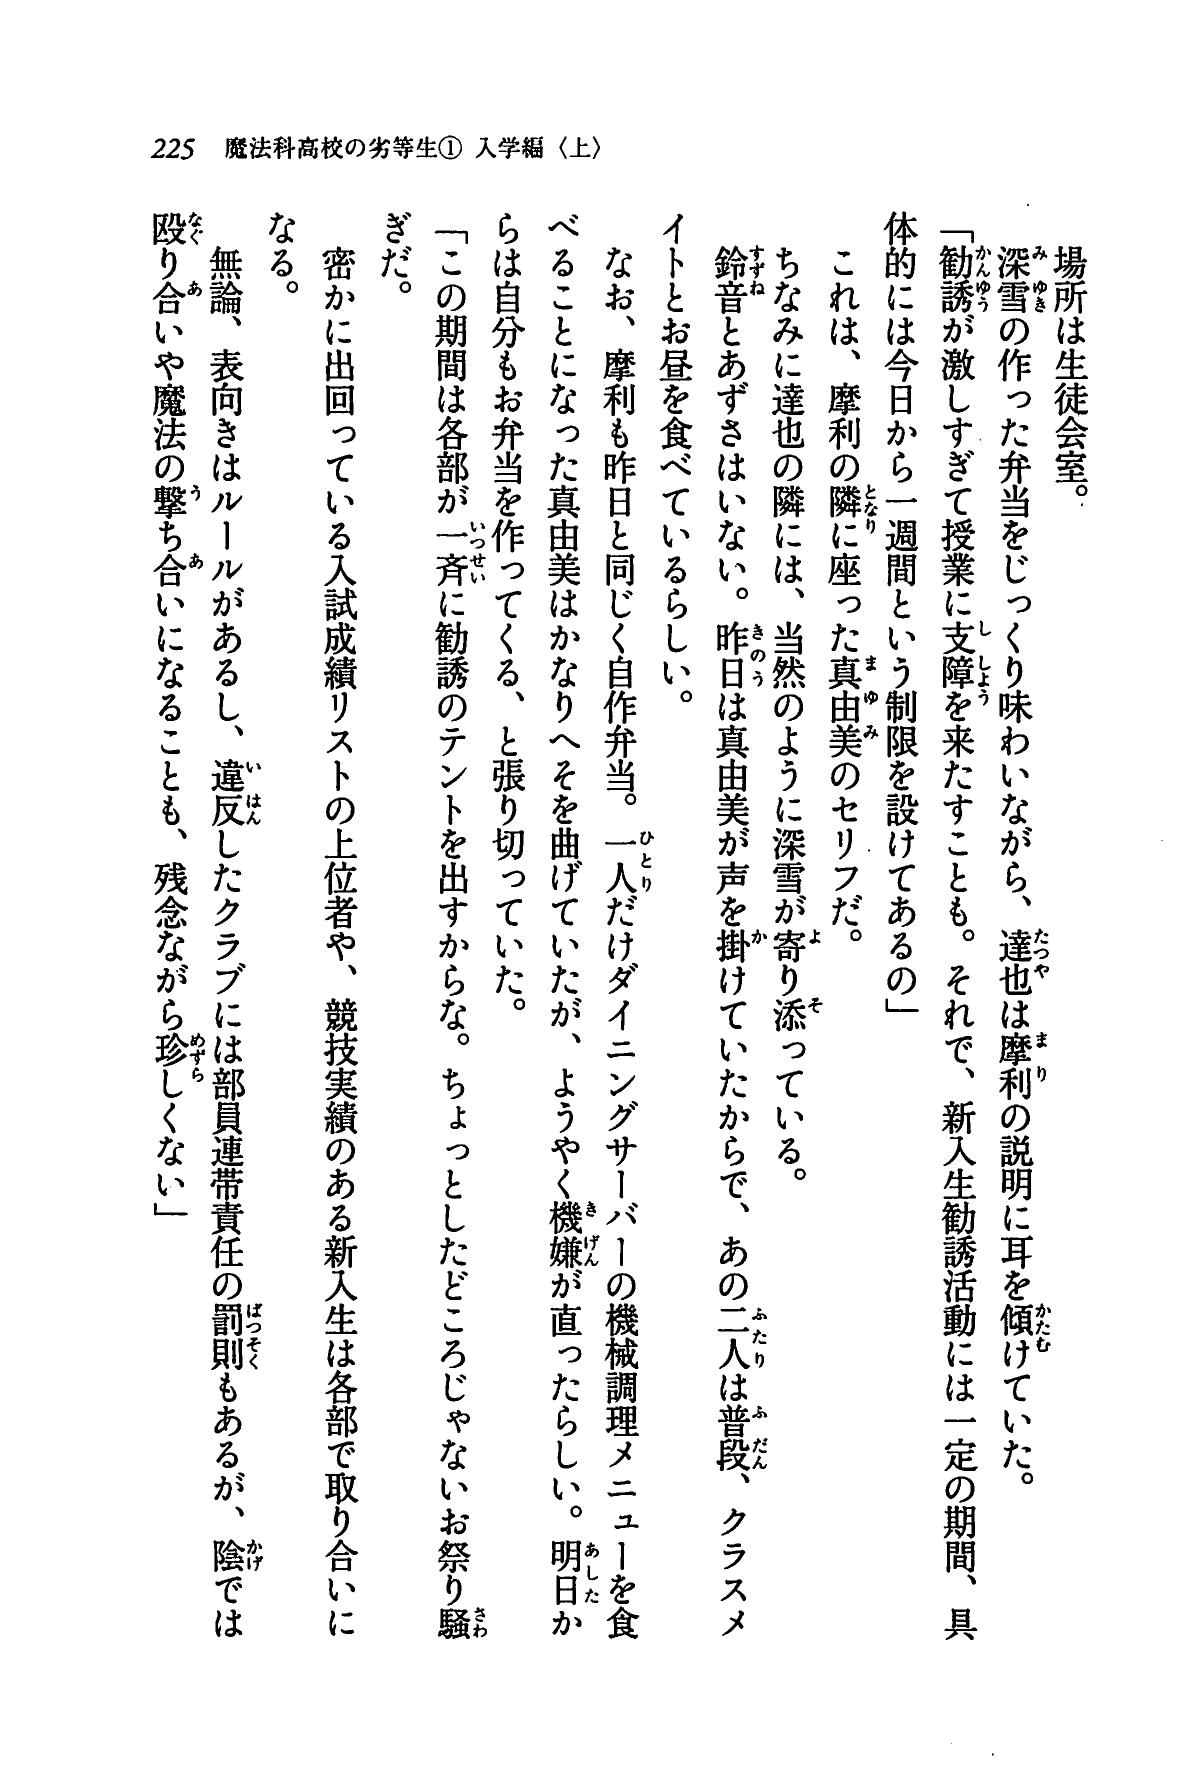 225　魔法科高校の劣等生① 入学編〈上〉
　場所は生徒会室。
　深雪の作った弁当をじっくり味わいながら、達也は摩利の説明に耳を傾けていた。
「勧誘が激しすぎて授業に支障を来たすことも。それで、新入生勧誘活動には一定の期間、具
体的には今日から一週間という制限を設けてあるの」
　これは、摩利の隣に座った真由美のセリフだ。
　ちなみに達也の隣には、当然のように深雪が寄り添っている。
　鈴音とあずさはいない。昨日は真由美が声を掛けていたからで、あの二人は普段、クラスメ
イトとお昼を食べているらしい。
　なお、摩利も昨日と同じく自作弁当。一人だけダイニングサーバーの機械調理メニューを食
べることになった真由美はかなりへそを曲げていたが、ようやく機嫌が直ったらしい。明日か
らは自分もお弁当を作ってくる、と張り切っていた。
「この期間は各部が一斉に勧誘のテントを出すからな。ちょっとしたどころじゃないお祭り騒
ぎだ。
　密かに出回っている入試成績リストの上位者や、競技実績のある新入生は各部で取り合いに
なる。
　無論、表向きはルールがあるし、違反したクラブには部員連帯責任の罰則もあるが、陰では
殴り合いや魔法の撃ち合いになることも、残念ながら珍しくない」